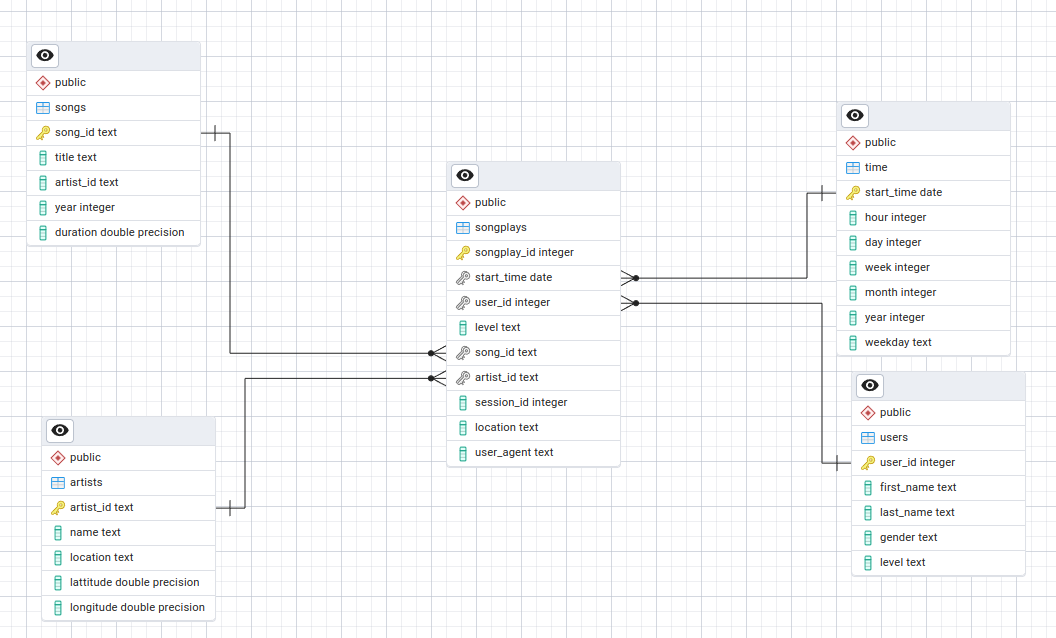 public
songs
song_id text
title text
artist_id text
year integer
duration double precision
public
artists
artist_id text
name text
location text
lattitude double precision
longitude double precision
public
songplays
songplay_id integer
start_time date
user_id integer
level text
song_id text
artist_id text
session_id integer
location text
user_agent text
public
time
start_time date
hour integer
day integer
week integer
month integer
year integer
weekday text
public
users
user_id integer
first_name text
last_name text
gender text
level text